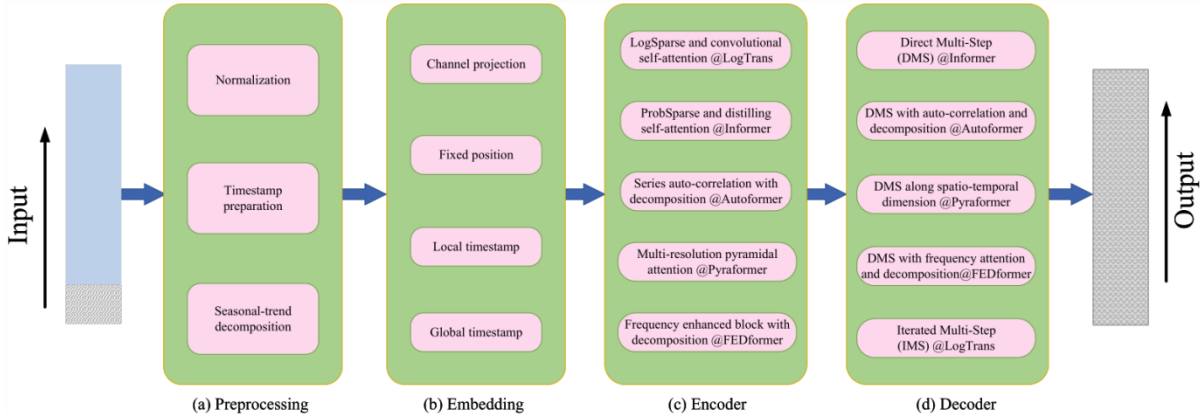 Input
Normalization
Timestamp
preparation
Seasonal-trend
decomposition
(a) Preprocessing
Channel projection
Fixed position
Local timestamp
Global timestamp
(b) Embedding
LogSparse and convolutional
self-attention @LogTrans
ProbSparse and distilling
self-attention @Informer
Series auto-correlation with
decomposition @Autoformer
Multi-resolution pyramidal
attention @Pyraformer
Frequency enhanced block with
decomposition @FEDformer
(c) Encoder
Direct Multi-Step
(DMS) @Informer
DMS with auto-correlation and
decomposition @Autoformer
DMS along spatio-temporal
dimension @Pyraformer
DMS with frequency attention
and decomposition@FEDformer
Iterated Multi-Step
(IMS) @LogTrans
(d) Decoder
Output